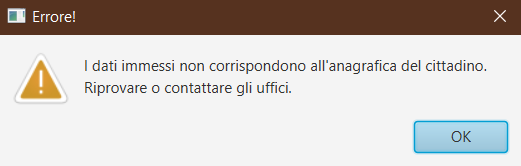 Errore!
I dati immessi non corrispondono all'anagrafica del cittadino.
Riprovare o contattare gli uffici.
OK